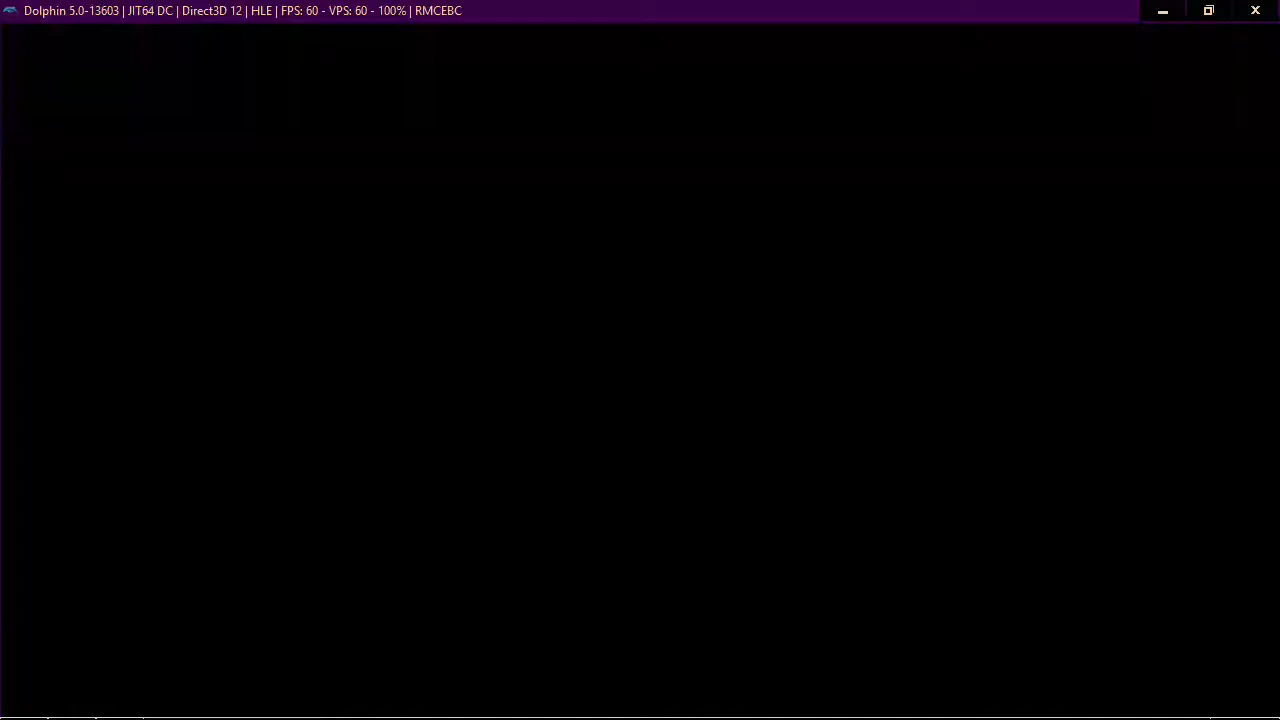 Dolphin 5.0-13603 | JIT64 DC | Direct3D 12 | HLE | FPS: 60 - VPS: 60 - 100% | RMCEBC